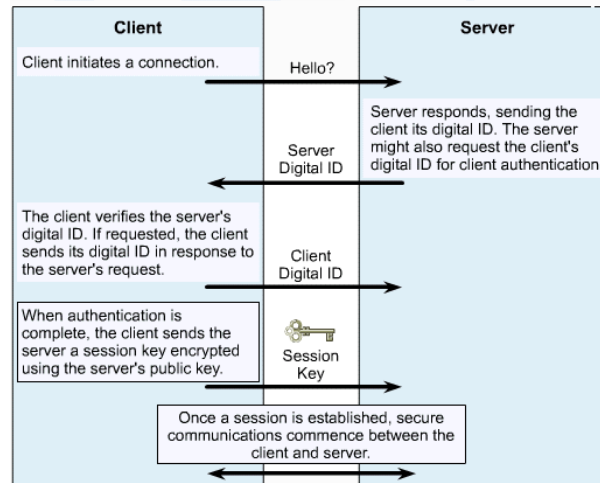 Client
Server
Client initiates a connection.
Hello?
Server responds, sending the
client its digital ID. The server
might also request the client's
digital ID for client authentication
Server
Digital ID
The client verifies the server's
digital ID. If requested, the client
sends its digital ID in response to
the server's request.
Client
Digital ID
When authentication is
complete, the client sends the
server a session key encrypted
using the server's public key.
Session
Key
Once a session is established, secure
communications commence between the
client and server.